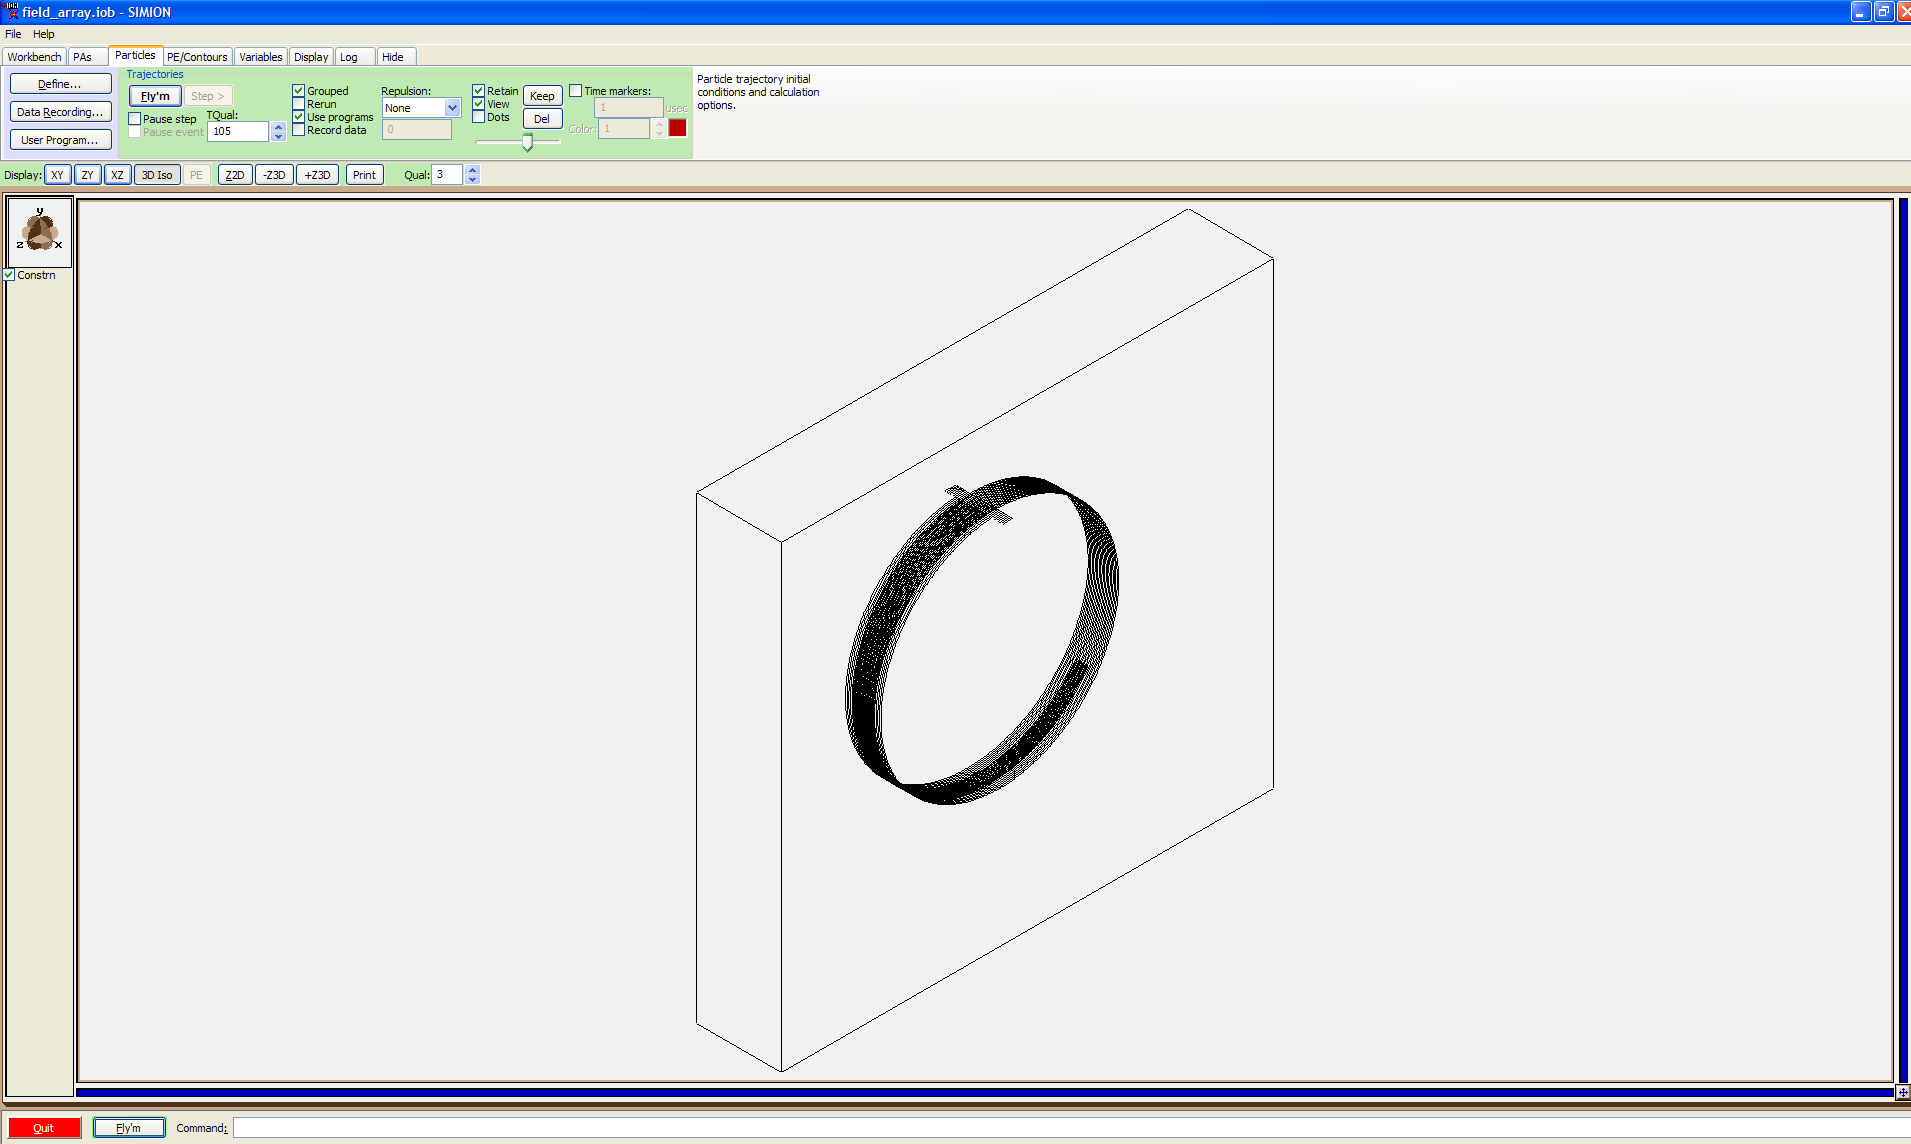 field_array.iob - SIMION
File Help
Workbench PAs Particles PE/Contours Variables Display Log Hide
Define...
Data Recording...
User Program...
Trajectories
Fly'm Step >
Pause step
Pause event
TQual:
105
Grouped
Rerun
Use programs
Record data
Repulsion:
None
0
Retain
View
Dots
Keep
Del
Time markers:
1 usec
Color: 1
Particle trajectory initial
conditions and calculation
options.
Display: XY ZY XZ 3D Iso PE Z2D -Z3D +Z3D Print Qual: 3
y
z x
Constrn
Quit Fly'm Command: